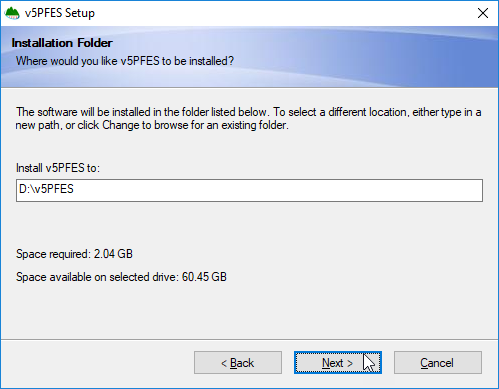 v5PFES Setup
Installation Folder
Where would you like v5PFES to be installed?
The software will be installed in the folder listed below. To select a different location, either type in a
new path, or click Change to browse for an existing folder.
Install v5PFES to:
D:\v5PFES
Space required: 2.04 GB
Space available on selected drive: 60.45 GB
< Back
Next >
Cancel